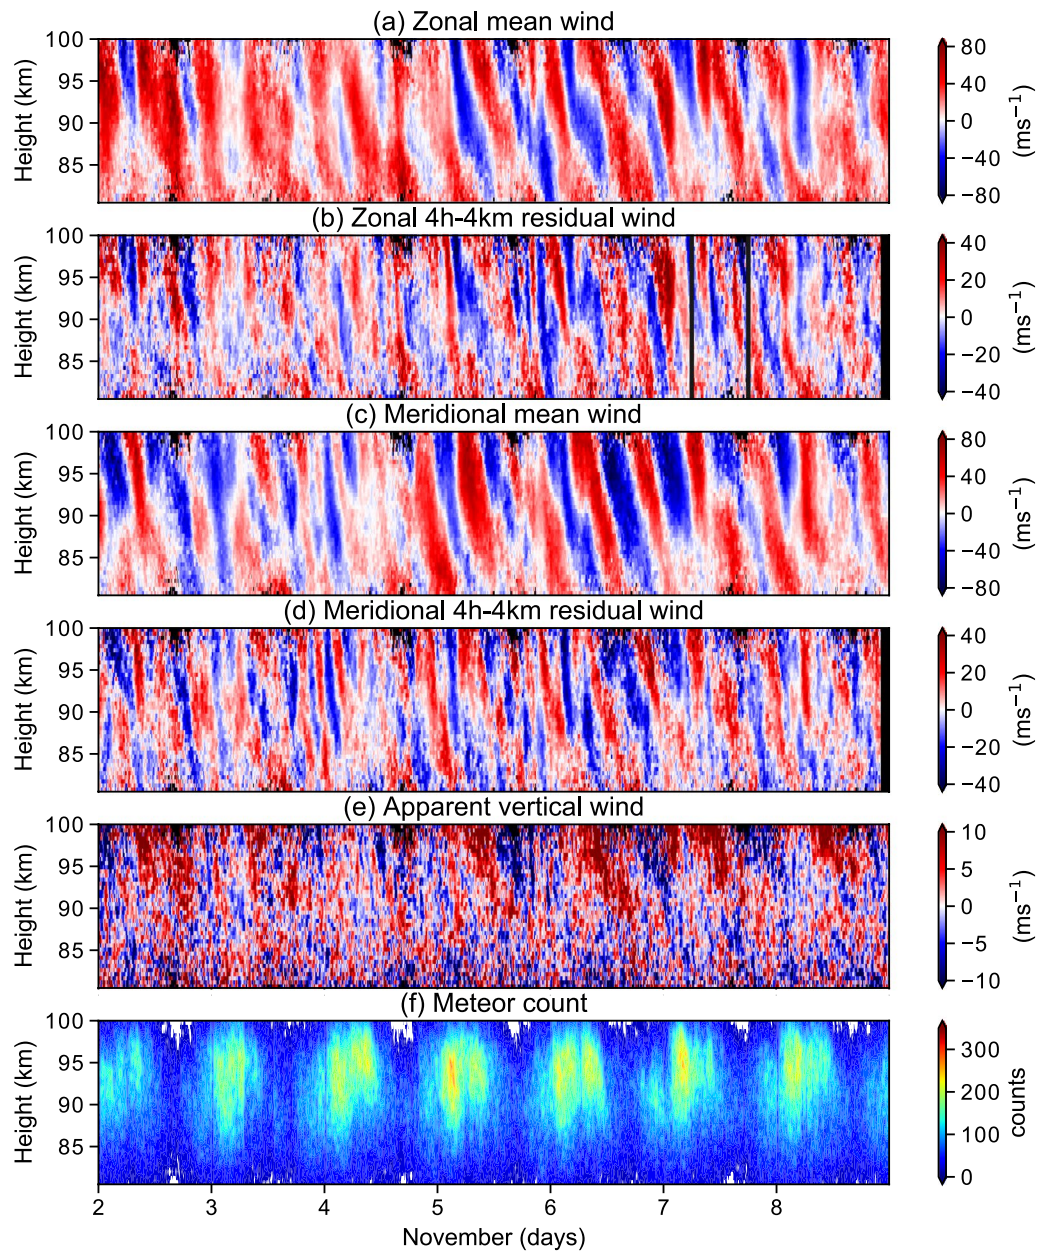 (a) Zonal mean wind
100
95
90
85
Height (km)
80
40
0
−40
−80
(ms⁻¹)
(b) Zonal 4h-4km residual wind
100
95
90
85
Height (km)
40
20
0
−20
−40
(ms⁻¹)
(c) Meridional mean wind
100
95
90
85
Height (km)
80
40
0
−40
−80
(ms⁻¹)
(d) Meridional 4h-4km residual wind
100
95
90
85
Height (km)
40
20
0
−20
−40
(ms⁻¹)
(e) Apparent vertical wind
100
95
90
85
Height (km)
10
5
0
−5
−10
(ms⁻¹)
(f) Meteor count
100
95
90
85
Height (km)
300
200
100
0
counts
2 3 4 5 6 7 8
November (days)